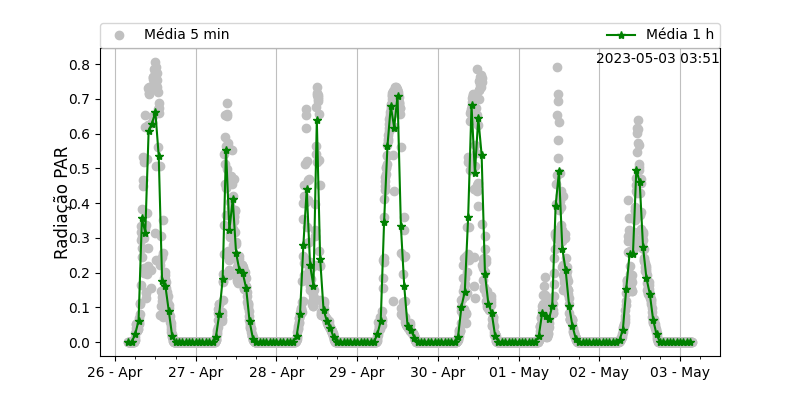 Média 5 min
Média 1 h
2023-05-03 03:51
Radiação PAR
0.8
0.7
0.6
0.5
0.4
0.3
0.2
0.1
0.0
26 - Apr
27 - Apr
28 - Apr
29 - Apr
30 - Apr
01 - May
02 - May
03 - May